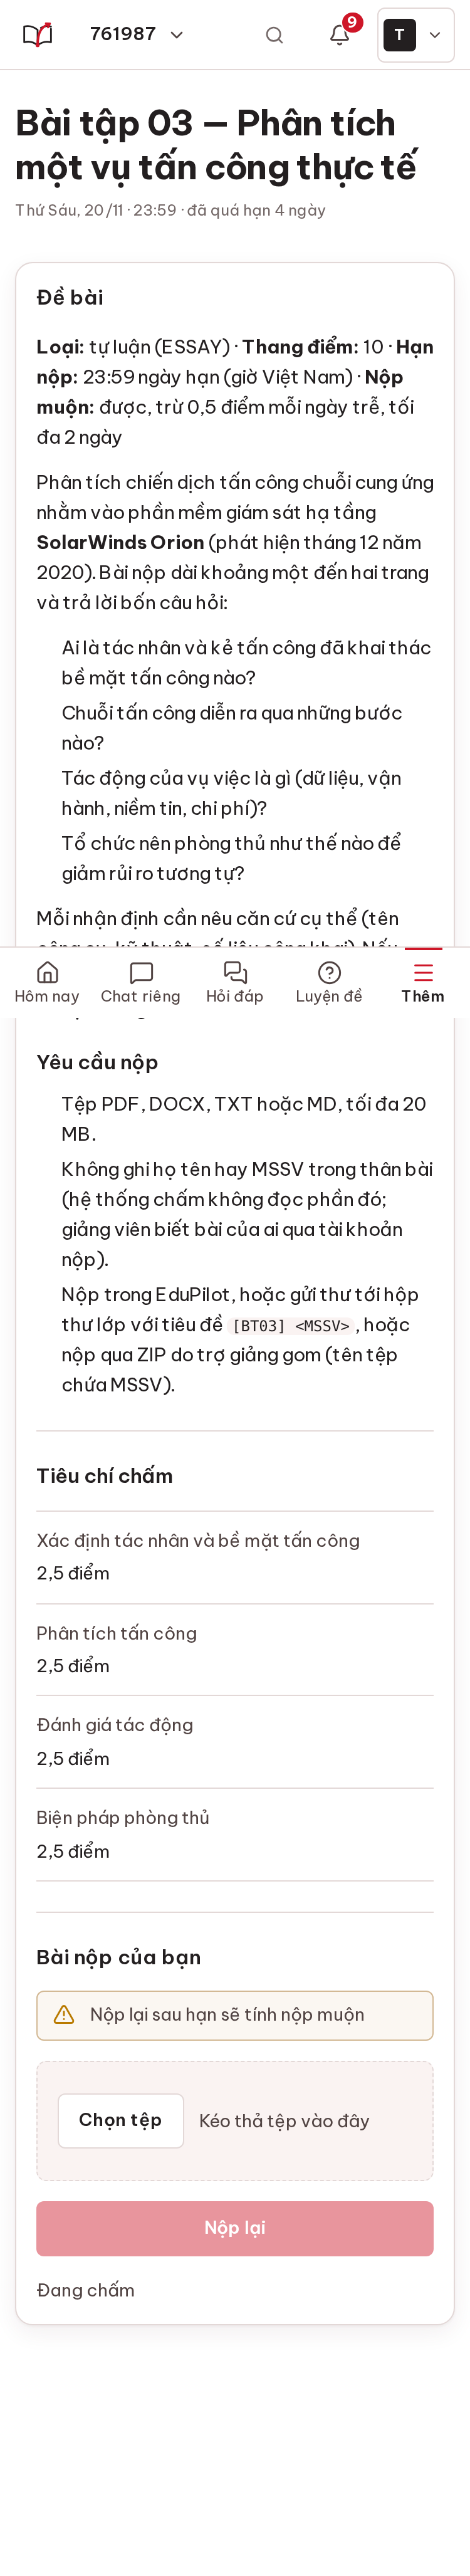 761987
9
T
Bài tập 03 — Phân tích
một vụ tấn công thực tế
Thứ Sáu, 20/11 · 23:59 · đã quá hạn 4 ngày
Đề bài
Loại: tự luận (ESSAY) · Thang điểm: 10 · Hạn
nộp: 23:59 ngày hạn (giờ Việt Nam) · Nộp
muộn: được, trừ 0,5 điểm mỗi ngày trễ, tối
đa 2 ngày
Phân tích chiến dịch tấn công chuỗi cung ứng
nhằm vào phần mềm giám sát hạ tầng
SolarWinds Orion (phát hiện tháng 12 năm
2020). Bài nộp dài khoảng một đến hai trang
và trả lời bốn câu hỏi:
Ai là tác nhân và kẻ tấn công đã khai thác
bề mặt tấn công nào?
Chuỗi tấn công diễn ra qua những bước
nào?
Tác động của vụ việc là gì (dữ liệu, vận
hành, niềm tin, chi phí)?
Tổ chức nên phòng thủ như thế nào để
giảm rủi ro tương tự?
Mỗi nhận định cần nêu căn cứ cụ thể (tên
Hôm nay
Chat riêng
Hỏi đáp
Luyện đề
Thêm
Yêu cầu nộp
Tệp PDF, DOCX, TXT hoặc MD, tối đa 20
MB.
Không ghi họ tên hay MSSV trong thân bài
(hệ thống chấm không đọc phần đó;
giảng viên biết bài của ai qua tài khoản
nộp).
Nộp trong EduPilot, hoặc gửi thư tới hộp
thư lớp với tiêu đề [BT03] <MSSV>, hoặc
nộp qua ZIP do trợ giảng gom (tên tệp
chứa MSSV).
Tiêu chí chấm
Xác định tác nhân và bề mặt tấn công
2,5 điểm
Phân tích tấn công
2,5 điểm
Đánh giá tác động
2,5 điểm
Biện pháp phòng thủ
2,5 điểm
Bài nộp của bạn
Nộp lại sau hạn sẽ tính nộp muộn
Chọn tệp
Kéo thả tệp vào đây
Nộp lại
Đang chấm